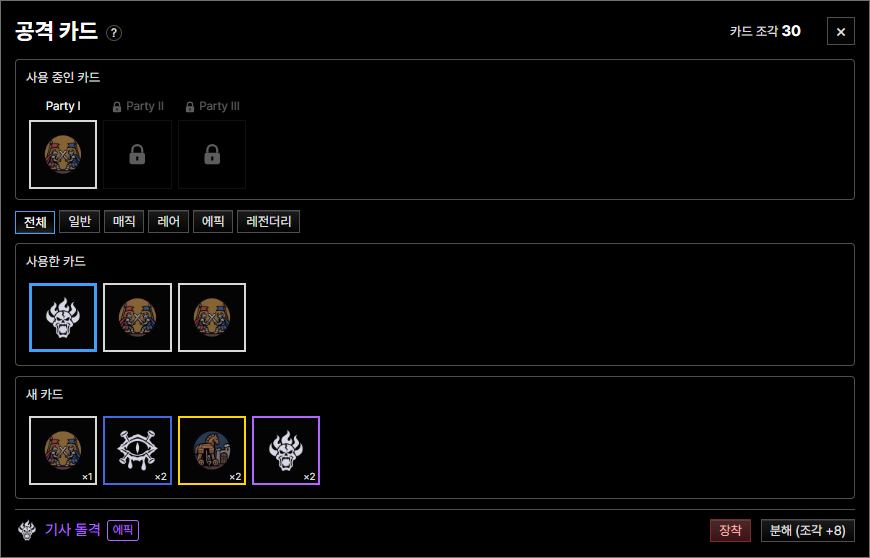 공격 카드 ?
카드 조각 30 ×
사용 중인 카드
Party I Party II Party III
전체 일반 매직 레어 에픽 레전더리
사용한 카드
새 카드
×1 ×2 ×2 ×2
기사 돌격 에픽 장착 분해 (조각 +8)